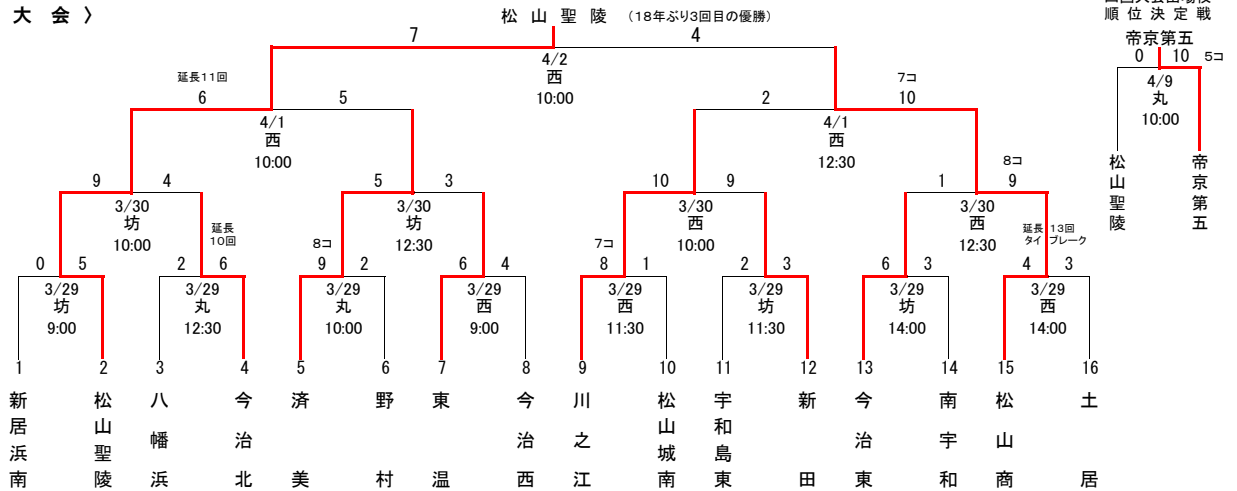 大 会 〉
松 山 聖 陵 （18年ぶり3回目の優勝）
順 位 決 定 戦
帝京第五
7 4
0 10 5コ
4/2
西
10:00
4/9
丸
10:00
松山聖陵
帝京第五
延長11回
6 5
7コ
2 10
4/1
西
10:00
4/1
西
12:30
9 4
5 3
10 9
8コ
1 9
3/30
坊
10:00
3/30
坊
12:30
3/30
西
10:00
3/30
西
12:30
延長
10回
8コ
7コ
延長 13回
タイ ブレーク
0 5
2 6
9 2
6 4
8 1
2 3
6 3
4 3
3/29
坊
9:00
3/29
丸
12:30
3/29
丸
10:00
3/29
西
9:00
3/29
西
11:30
3/29
坊
11:30
3/29
坊
14:00
3/29
西
14:00
1 2 3 4 5 6 7 8 9 10 11 12 13 14 15 16
新居浜南
松山聖陵
八幡浜
今治北
済美
野村
東温
今治西
川之江
松山城南
宇和島東
新田
今治東
南宇和
松山商
土居